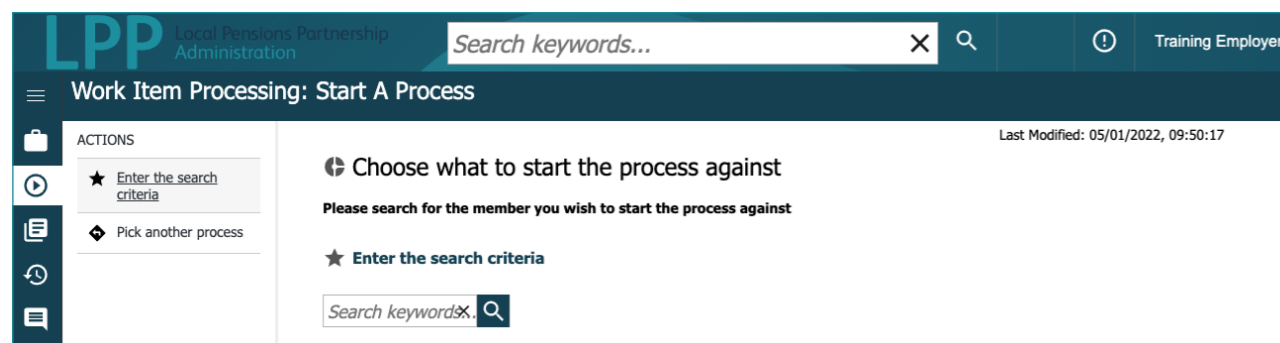 LPP Local Pensions Partnership
Administration
Search keywords...
Training Employer
Work Item Processing: Start A Process
ACTIONS
Enter the search
criteria
Pick another process
Last Modified: 05/01/2022, 09:50:17
Choose what to start the process against
Please search for the member you wish to start the process against
Enter the search criteria
Search keywords...